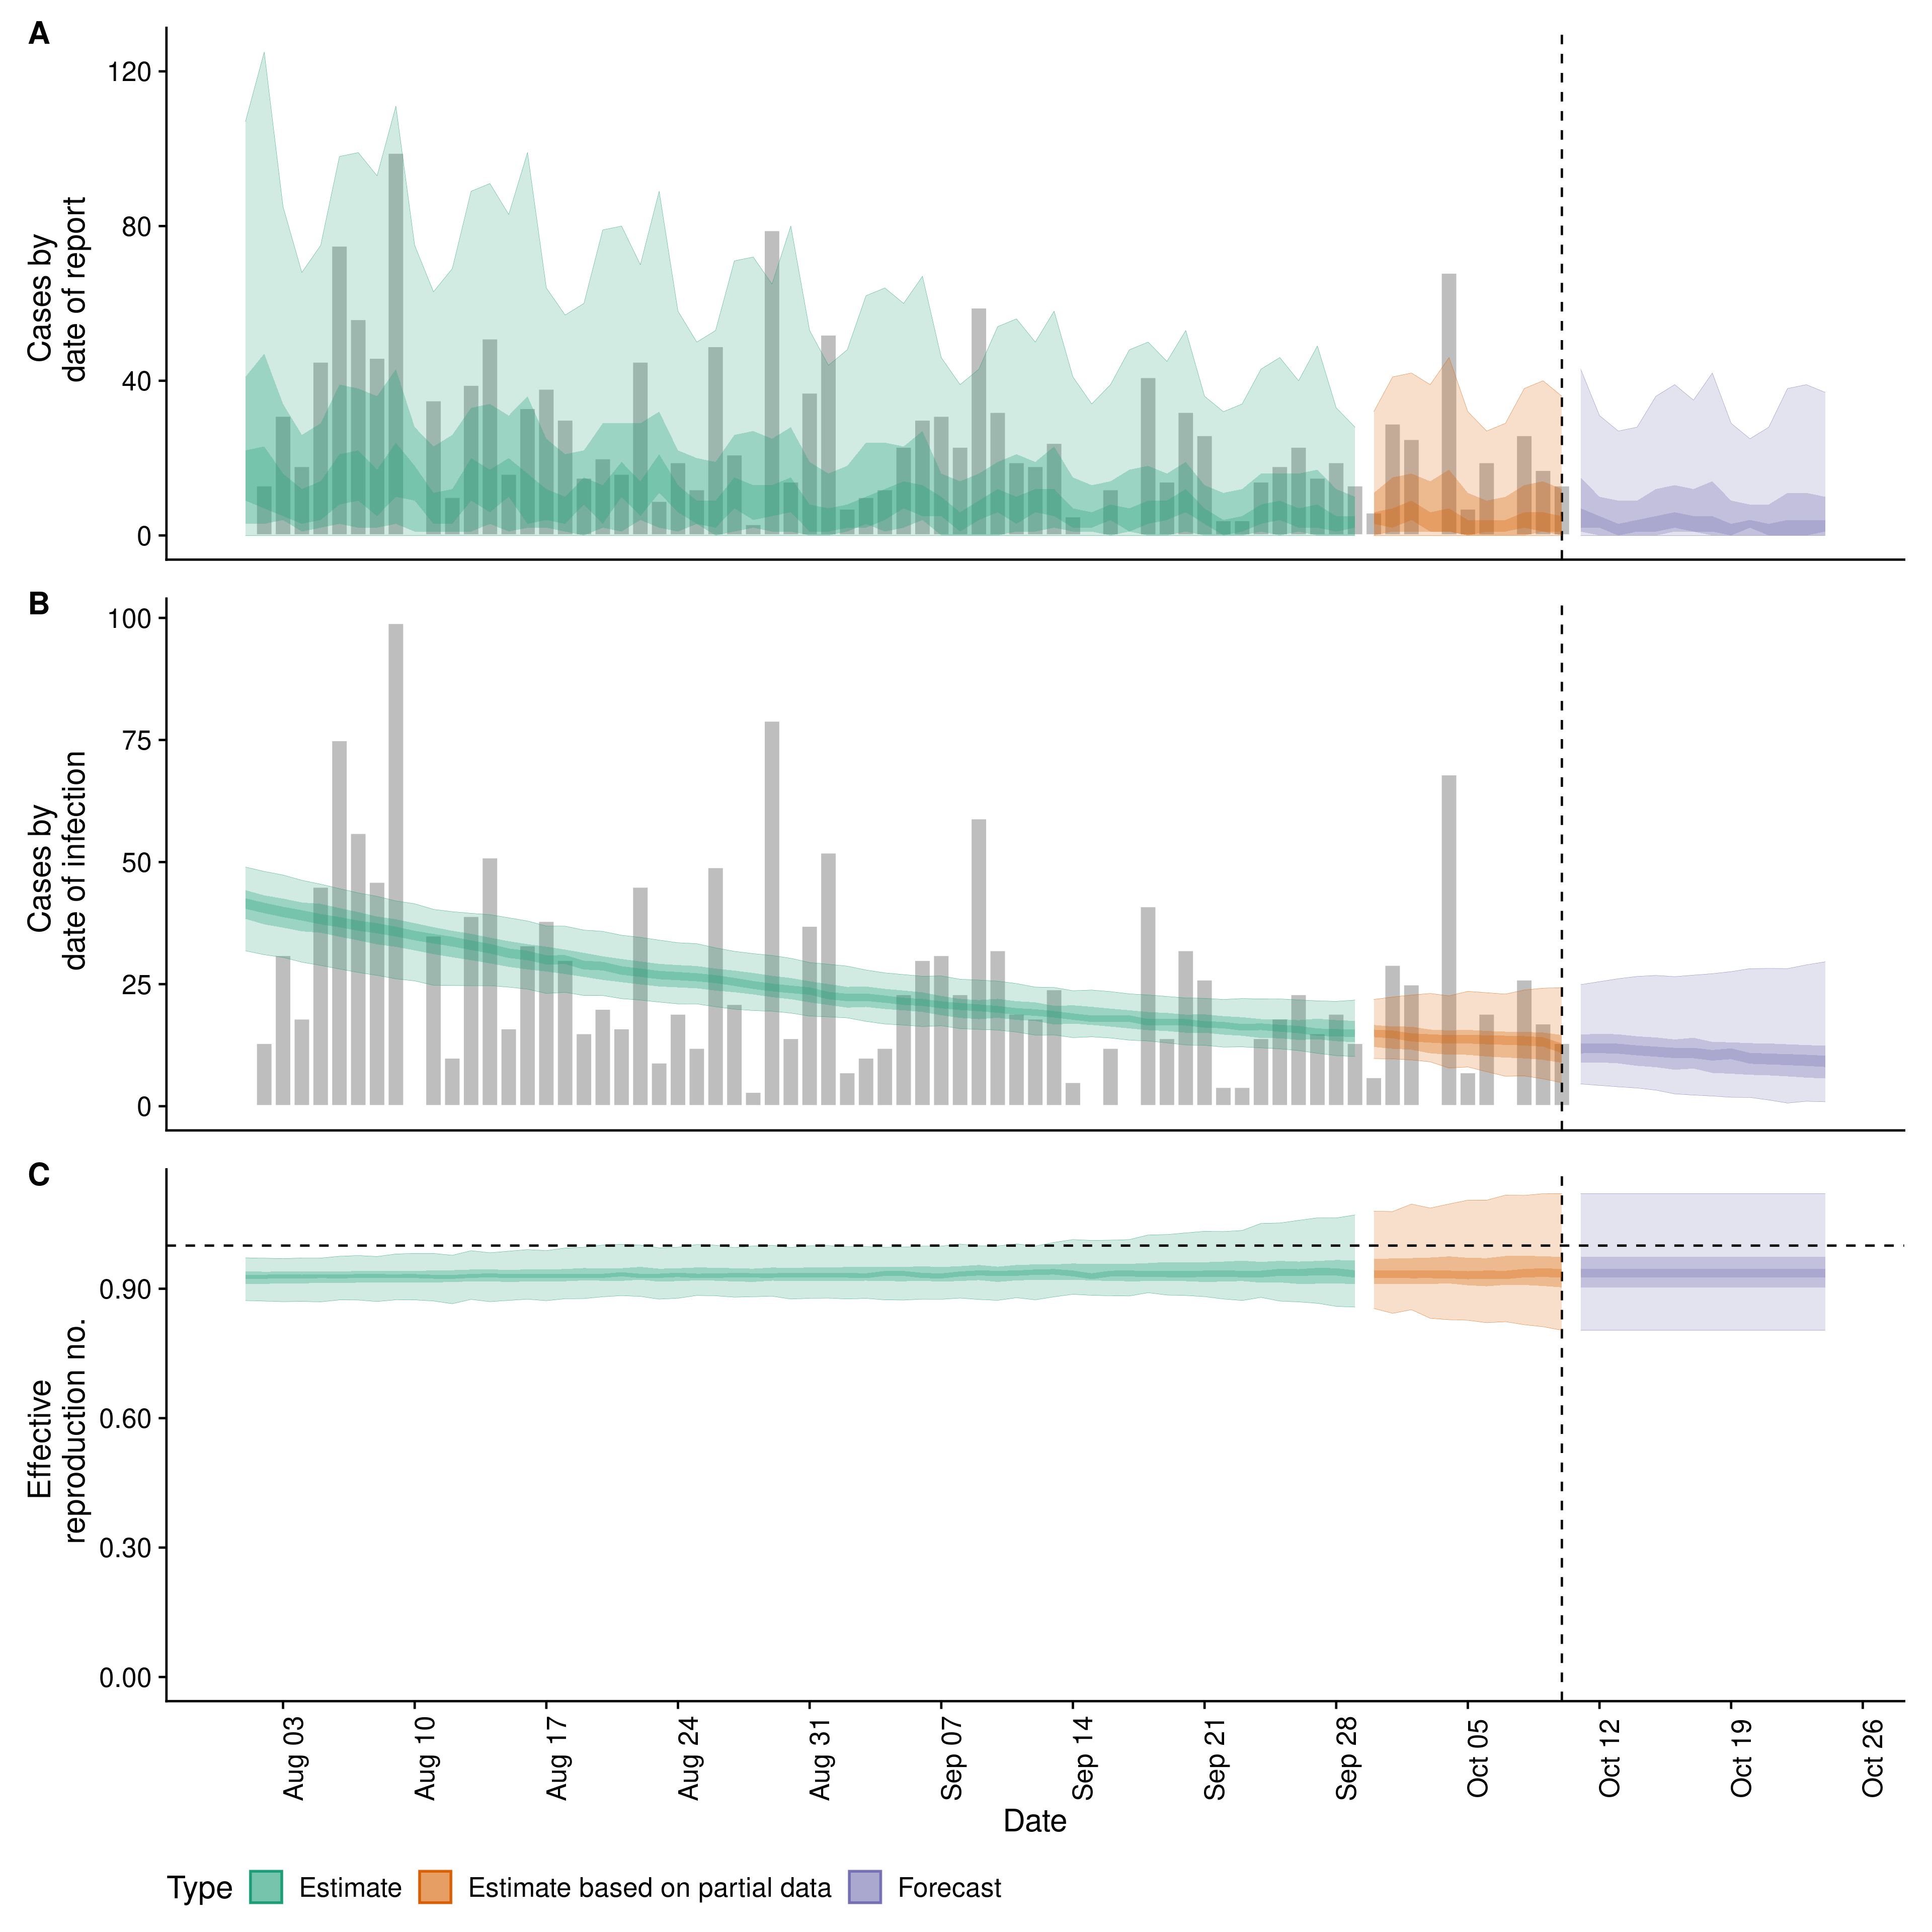 A
Cases by
date of report
120
80
40
0
B
Cases by
date of infection
100
75
50
25
0
C
Effective
reproduction no.
0.90
0.60
0.30
0.00
Aug 03
Aug 10
Aug 17
Aug 24
Aug 31
Sep 07
Sep 14
Sep 21
Sep 28
Oct 05
Oct 12
Oct 19
Oct 26
Date
Type Estimate Estimate based on partial data Forecast